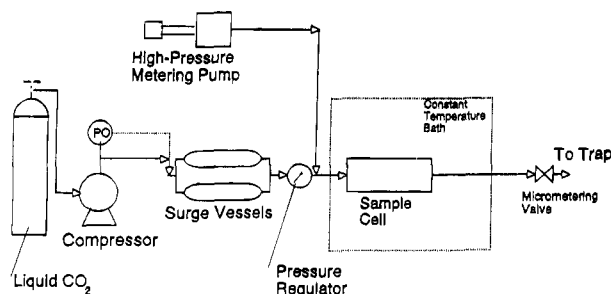 High-Pressure
Metering Pump
Constant
Temperature
Bath
PO
To Trap
Surge Vessels
Sample
Cell
Micrometering
Valve
Compressor
Pressure
Regulator
Liquid CO₂